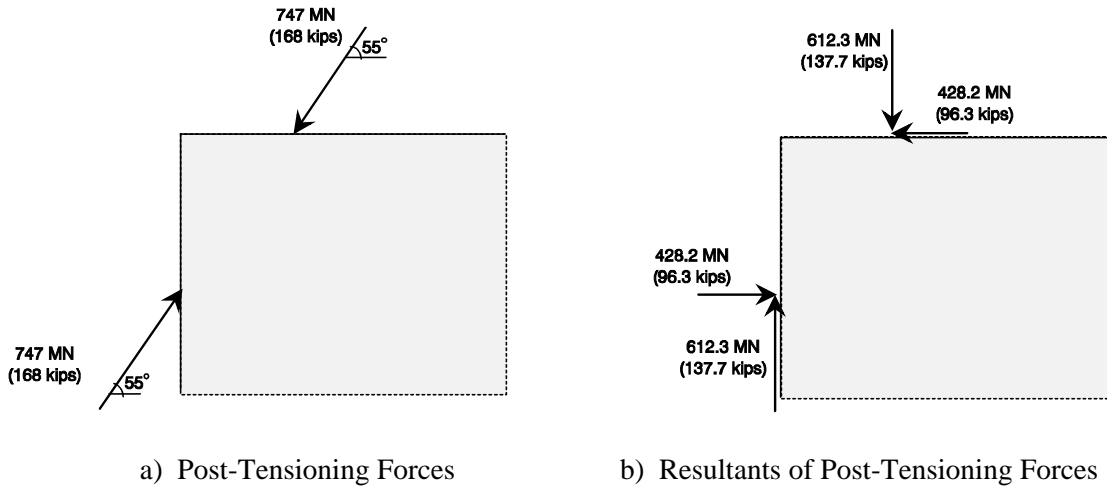 747 MN
(168 kips)
55°
747 MN
(168 kips)
55°
a) Post-Tensioning Forces
612.3 MN
(137.7 kips)
428.2 MN
(96.3 kips)
428.2 MN
(96.3 kips)
612.3 MN
(137.7 kips)
b) Resultants of Post-Tensioning Forces